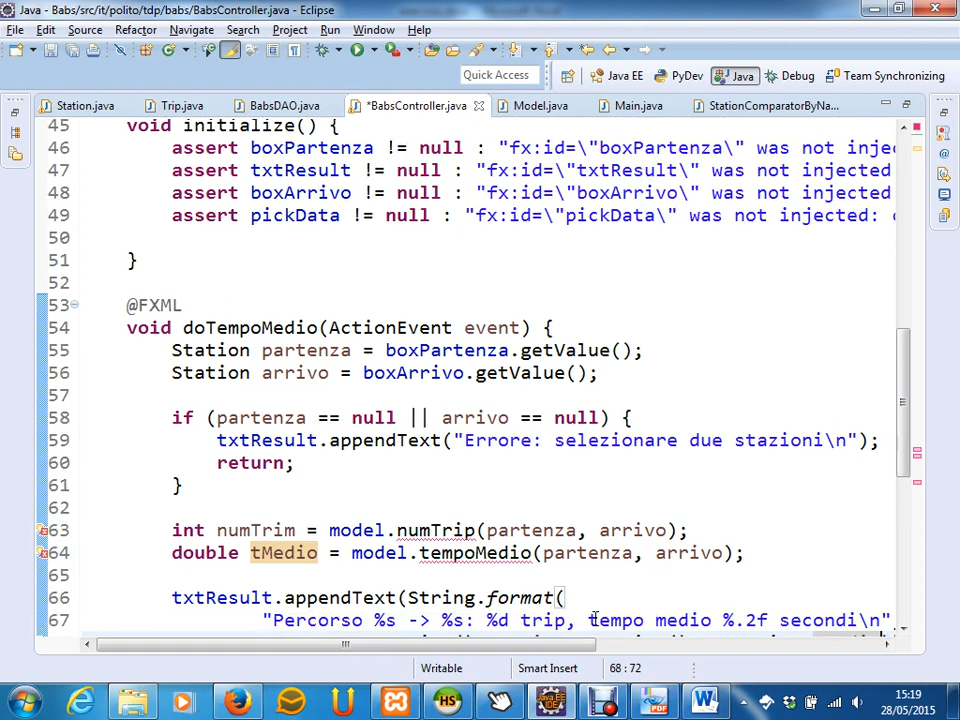 Java - Babs/src/it/polito/tdp/babs/BabsController.java - Eclipse
File Edit Source Refactor Navigate Search Project Run Window Help
Quick Access Java EE PyDev Java Debug Team Synchronizing
Station.java Trip.java BabsDAO.java *BabsController.java Model.java Main.java StationComparatorByNa...
45 void initialize() {
46 assert boxPartenza != null : "fx:id=\"boxPartenza\" was not injec
47 assert txtResult != null : "fx:id=\"txtResult\" was not injected
48 assert boxArrivo != null : "fx:id=\"boxArrivo\" was not injected
49 assert pickData != null : "fx:id=\"pickData\" was not injected: c
50
51 }
52
53 @FXML
54 void doTempoMedio(ActionEvent event) {
55 Station partenza = boxPartenza.getValue();
56 Station arrivo = boxArrivo.getValue();
57
58 if (partenza == null || arrivo == null) {
59 txtResult.appendText("Errore: selezionare due stazioni\n");
60 return;
61 }
62
63 int numTrim = model.numTrip(partenza, arrivo);
64 double tMedio = model.tempoMedio(partenza, arrivo);
65
66 txtResult.appendText(String.format(
67 "Percorso %s -> %s: %d trip, tempo medio %.2f secondi\n"
Writable Smart Insert 68 : 72
15:19
28/05/2015